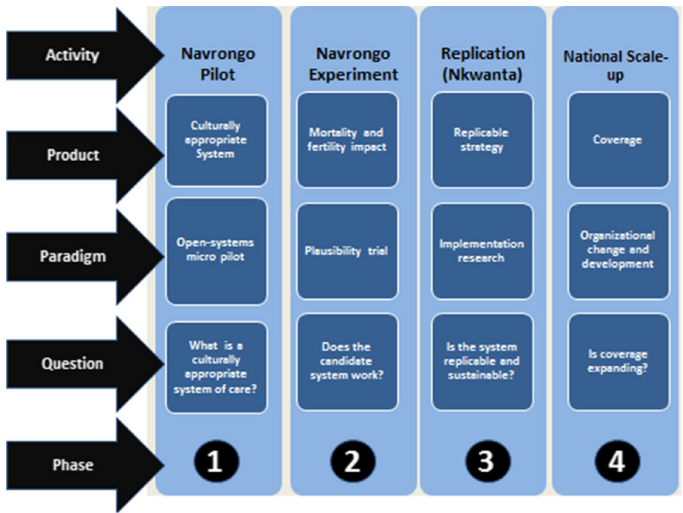 Activity
Navrongo
Pilot
Navrongo
Experiment
Replication
(Nkwanta)
National Scale-
up
Product
Culturally
appropriate
System
Mortality and
fertility impact
Replicable
strategy
Coverage
Paradigm
Open-systems
micro pilot
Plausibility trial
Implementation
research
Organizational
change and
development
Question
What is a
culturally
appropriate
system of care?
Does the
candidate
system work?
Is the system
replicable and
sustainable?
Is coverage
expanding?
Phase
1
2
3
4